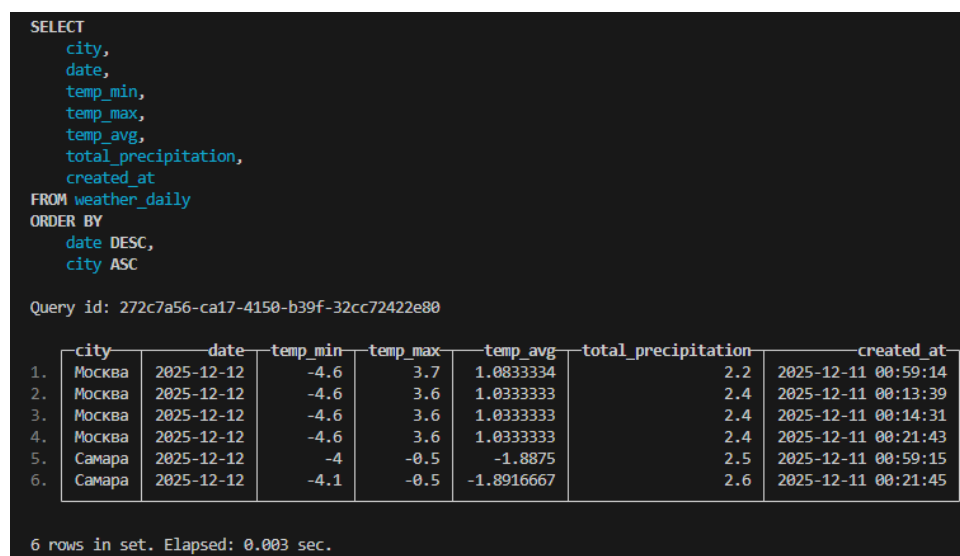 SELECT
city,
date,
temp_min,
temp_max,
temp_avg,
total_precipitation,
created_at
FROM weather_daily
ORDER BY
date DESC,
city ASC
Query id: 272c7a56-ca17-4150-b39f-32cc72422e80
city date temp_min temp_max temp_avg total_precipitation created_at
1. Москва 2025-12-12 -4.6 3.7 1.0833334 2.2 2025-12-11 00:59:14
2. Москва 2025-12-12 -4.6 3.6 1.0333333 2.4 2025-12-11 00:13:39
3. Москва 2025-12-12 -4.6 3.6 1.0333333 2.4 2025-12-11 00:14:31
4. Москва 2025-12-12 -4.6 3.6 1.0333333 2.4 2025-12-11 00:21:43
5. Самара 2025-12-12 -4 -0.5 -1.8875 2.5 2025-12-11 00:59:15
6. Самара 2025-12-12 -4.1 -0.5 -1.8916667 2.6 2025-12-11 00:21:45
6 rows in set. Elapsed: 0.003 sec.